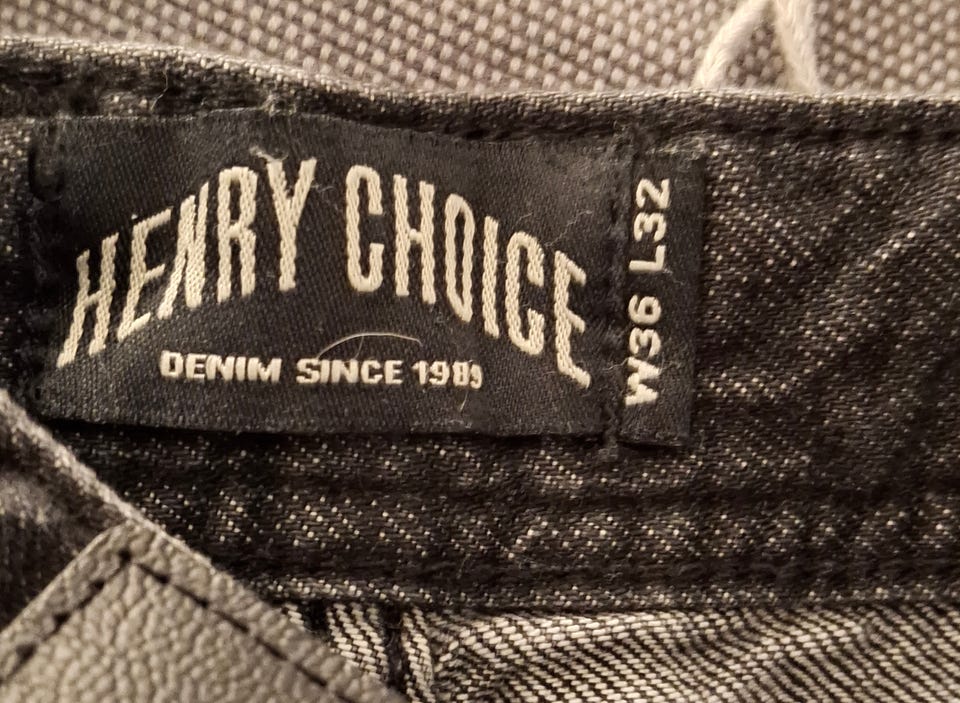 HENRY CHOICE
DENIM SINCE 1989
W36 L32